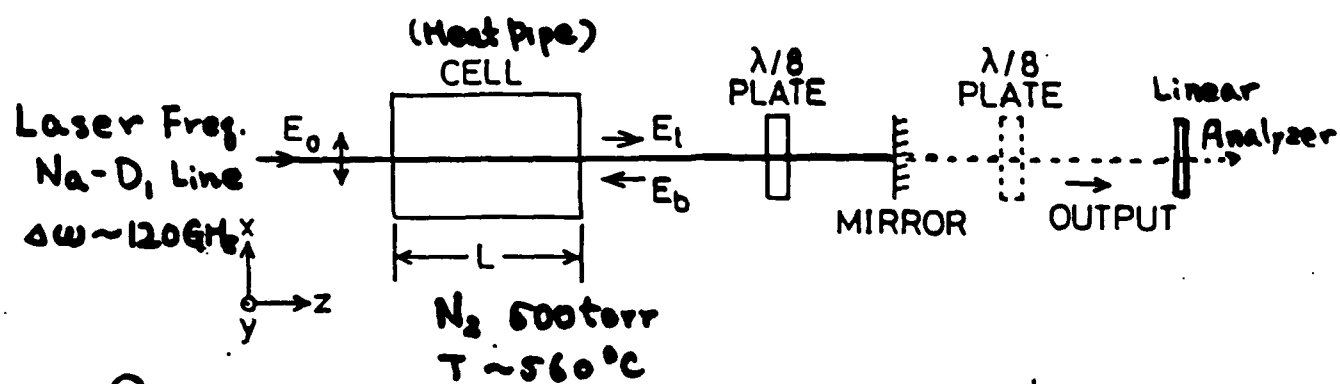 (Heat Pipe)
CELL
λ/8
PLATE
λ/8
PLATE
Linear
Analyzer
Laser Freq.
Na-D₁ Line
Δω~120GHz
E₀
E₁
E_b
MIRROR
OUTPUT
L
x
y
z
N₂ 600torr
T ~560°C